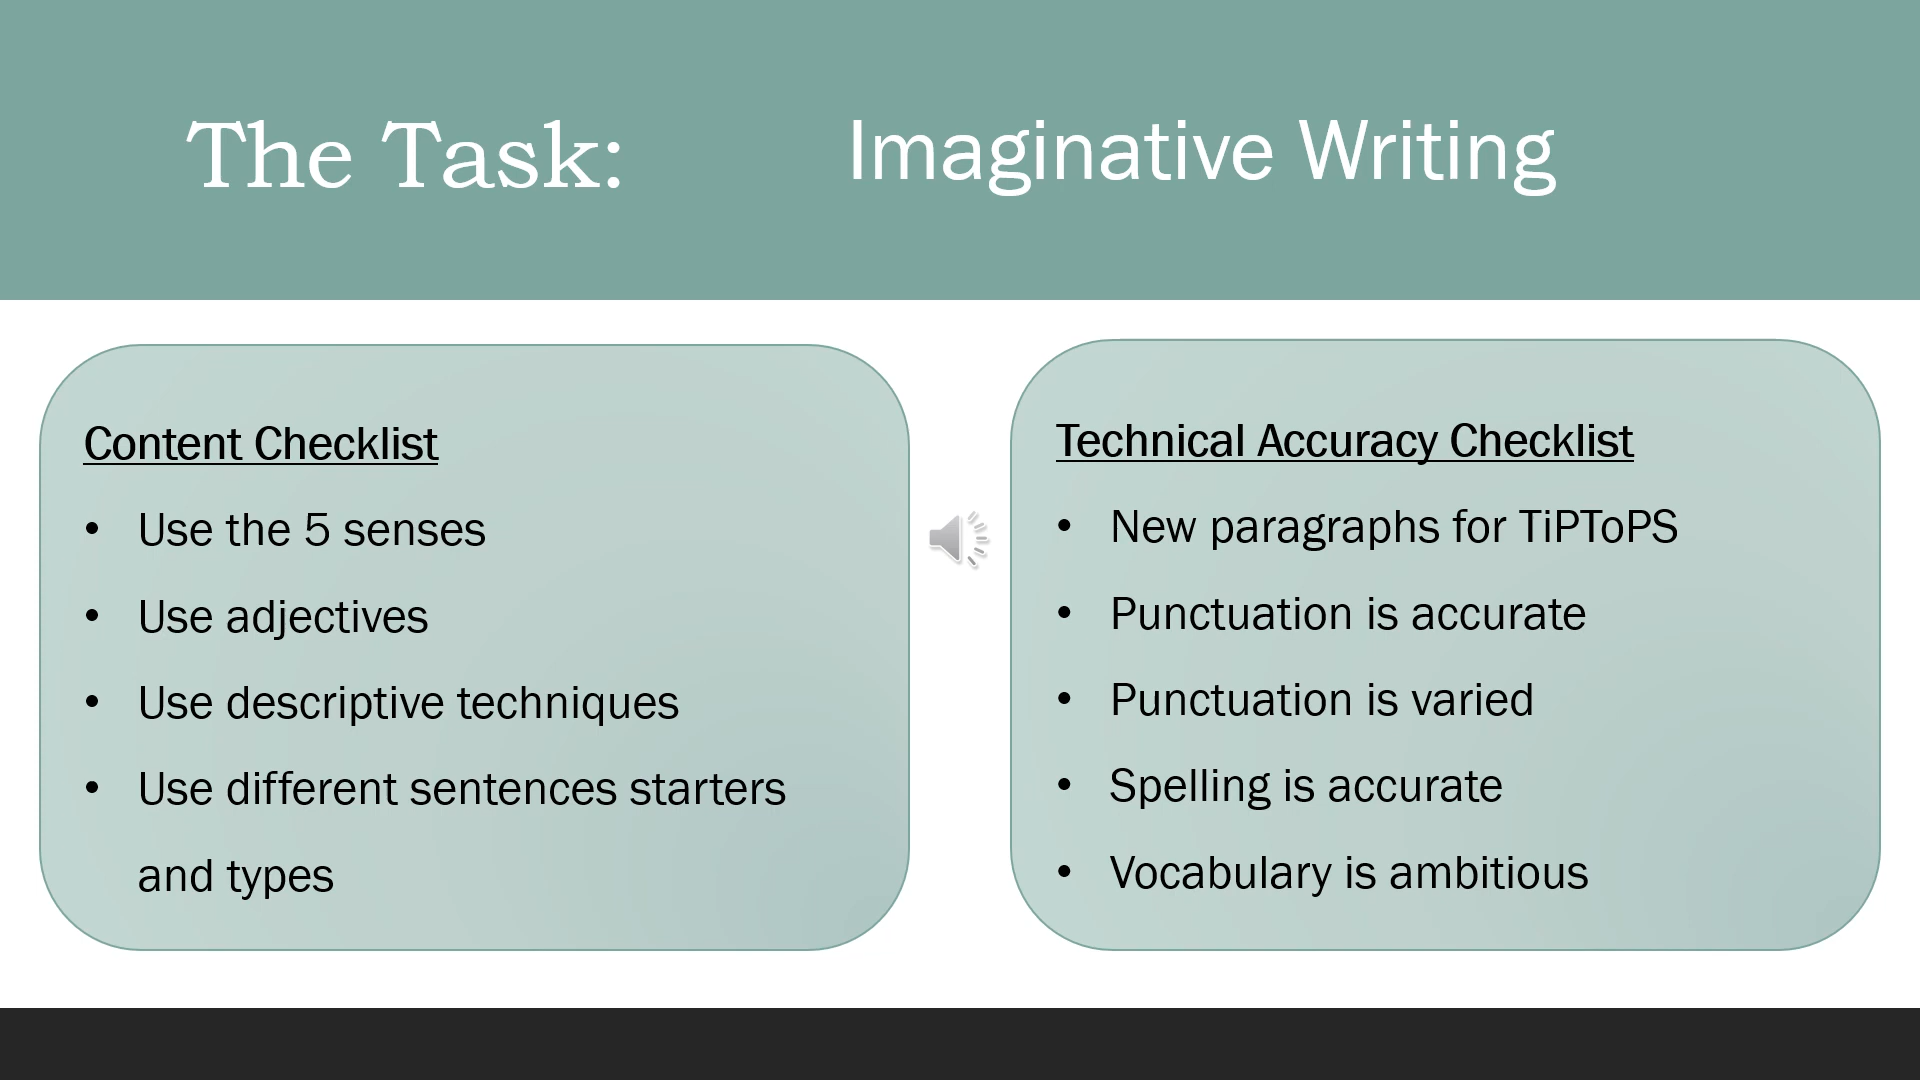 The Task:
Imaginative Writing
Content Checklist
• Use the 5 senses
• Use adjectives
• Use descriptive techniques
• Use different sentences starters
and types
Technical Accuracy Checklist
• New paragraphs for TiPToPS
• Punctuation is accurate
• Punctuation is varied
• Spelling is accurate
• Vocabulary is ambitious